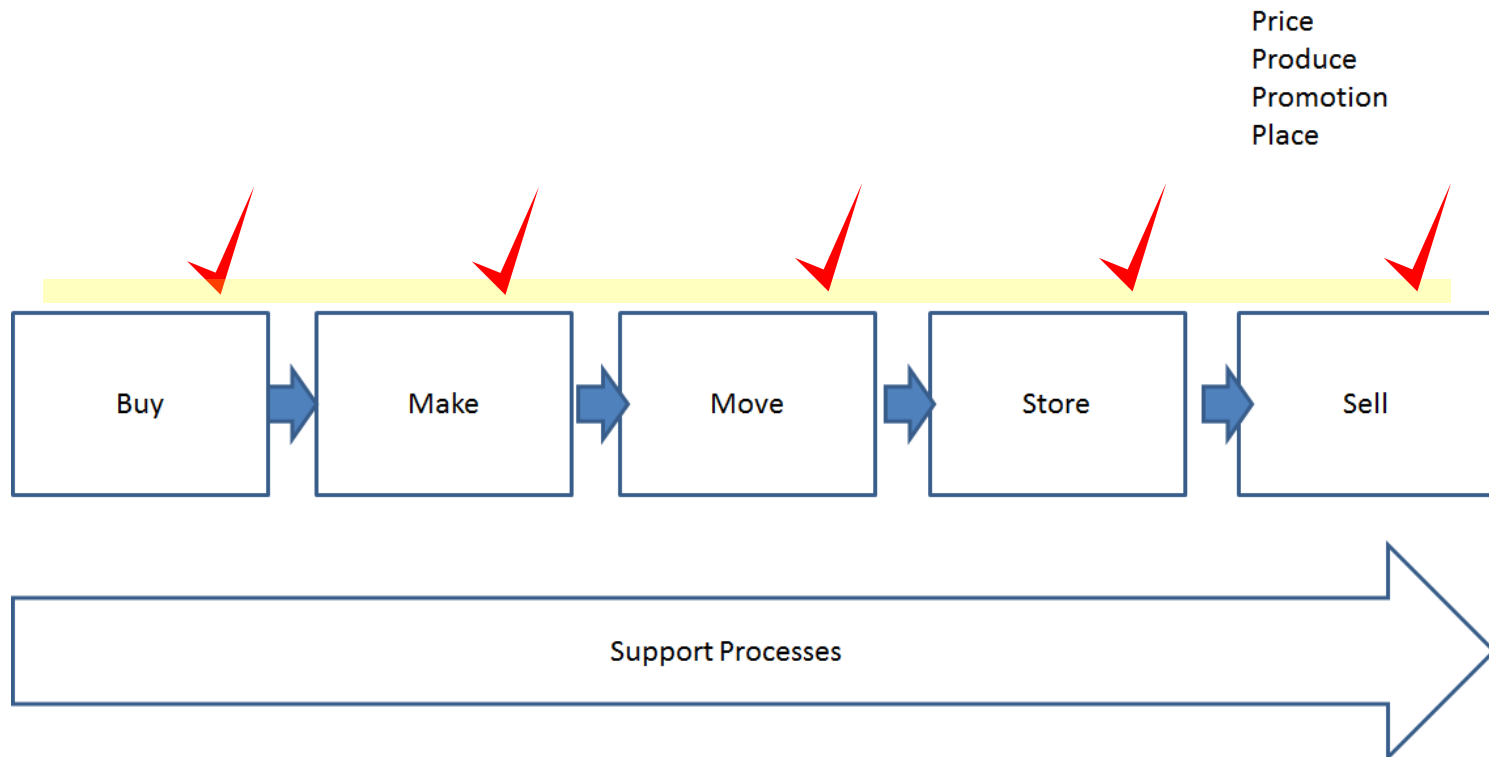 Price
Produce
Promotion
Place
Buy
Make
Move
Store
Sell
Support Processes